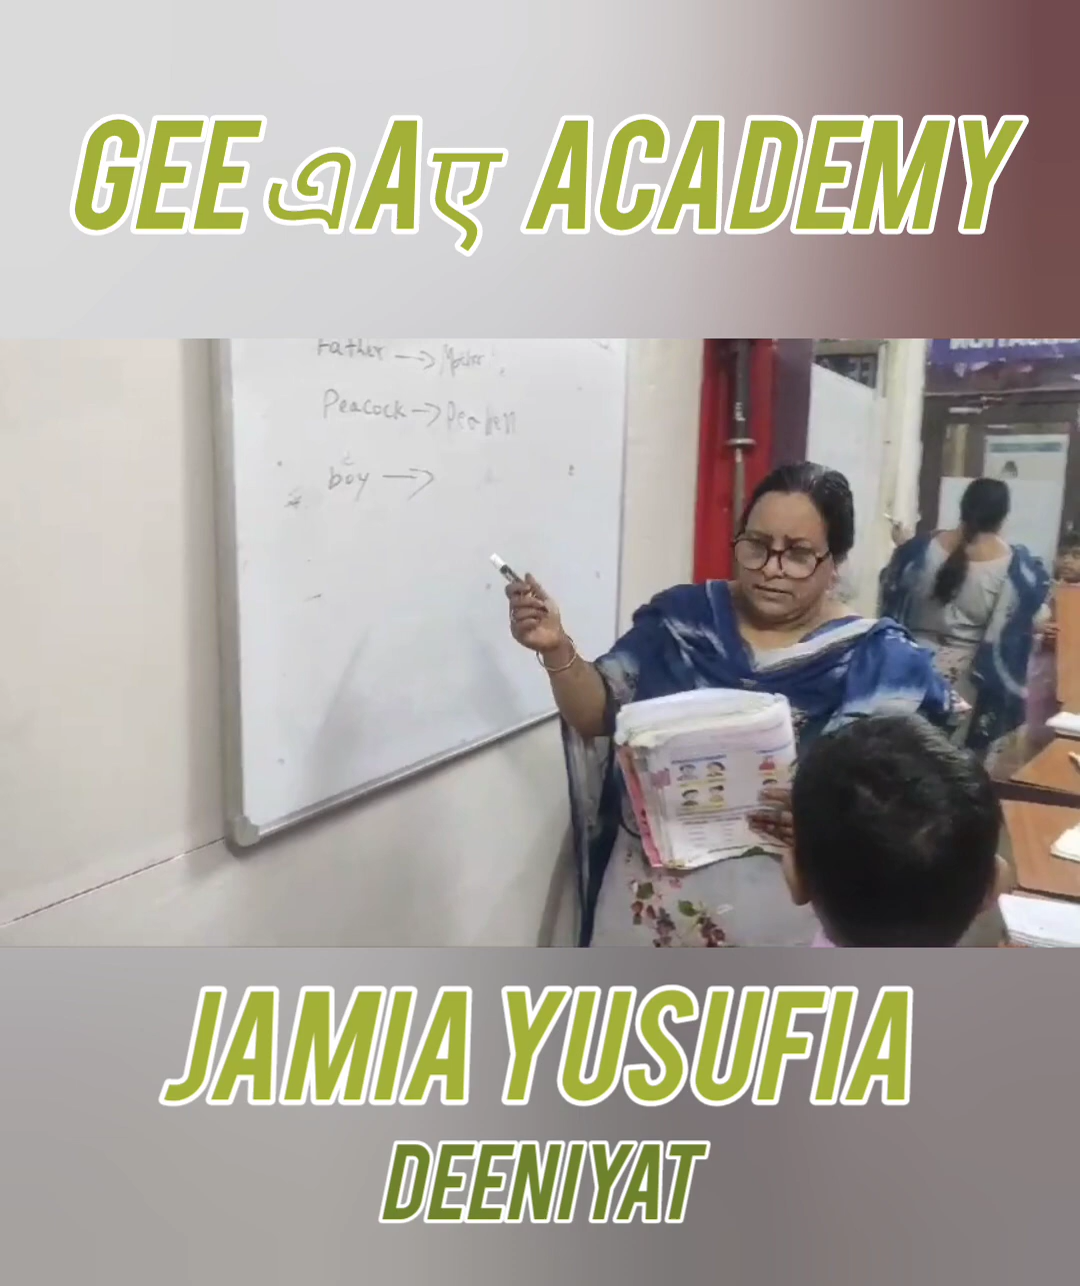 GEE এAए ACADEMY
Father → Mother
Peacock → Peahen
boy →
JAMIA YUSUFIA
DEENIYAT